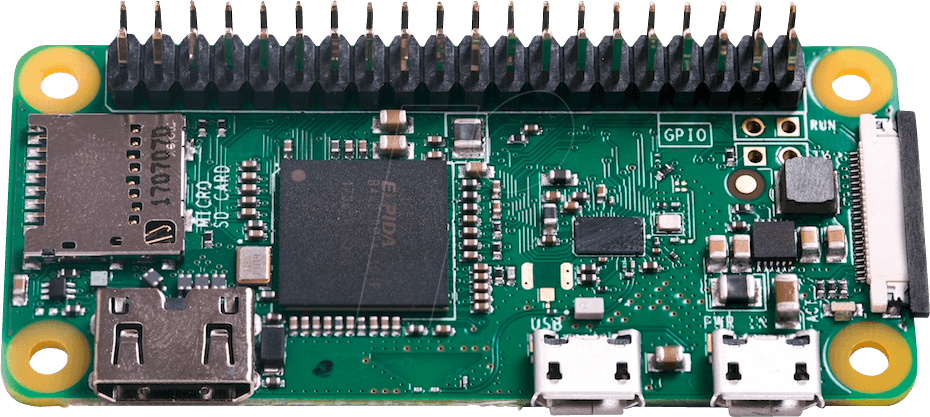 GPIO
RUN
170707D
MICRO
SD CARD
ELPIDA
USB
PWR IN